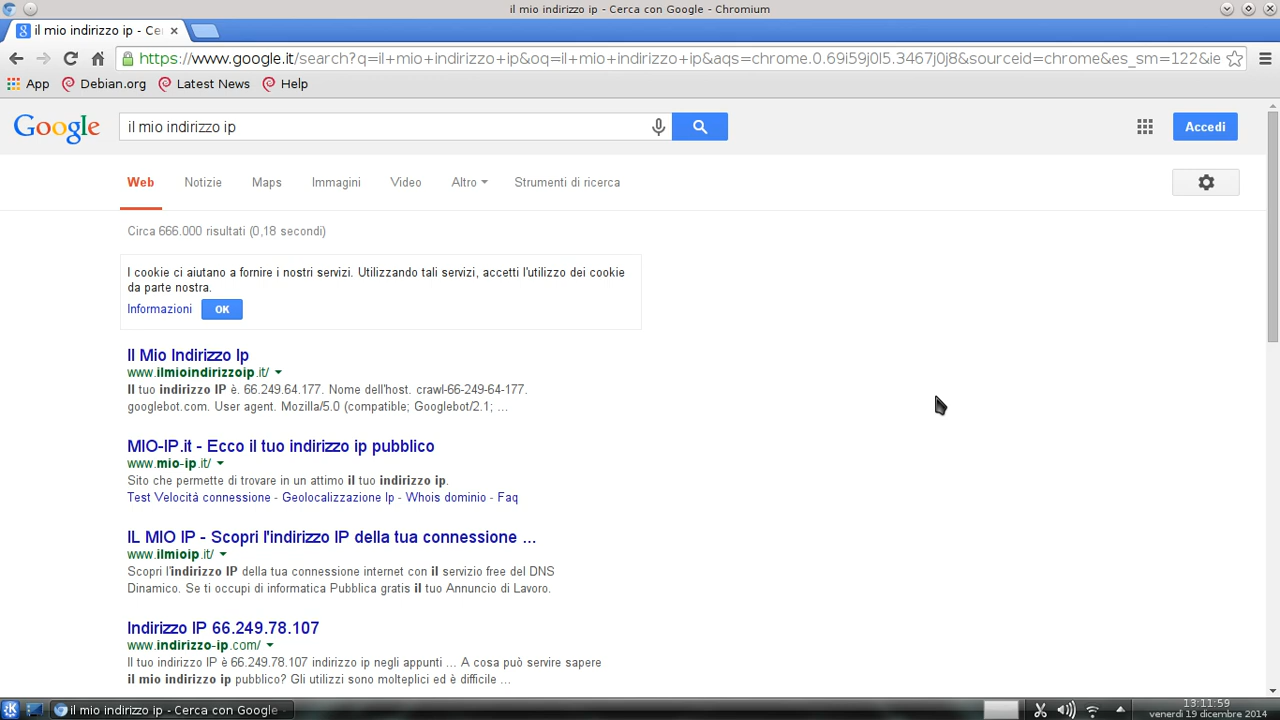 il mio indirizzo ip - Cerca con Google - Chromium
il mio indirizzo ip - Ce
https://www.google.it/search?q=il+mio+indirizzo+ip&oq=il+mio+indirizzo+ip&aqs=chrome.0.69i59j0l5.3467j0j8&sourceid=chrome&es_sm=122&ie
App Debian.org Latest News Help
Google il mio indirizzo ip Accedi
Web Notizie Maps Immagini Video Altro Strumenti di ricerca
Circa 666.000 risultati (0,18 secondi)
I cookie ci aiutano a fornire i nostri servizi. Utilizzando tali servizi, accetti l'utilizzo dei cookie
da parte nostra.
Informazioni OK
Il Mio Indirizzo Ip
www.ilmioindirizzoip.it/
Il tuo indirizzo IP è. 66.249.64.177. Nome dell'host. crawl-66-249-64-177.
googlebot.com. User agent. Mozilla/5.0 (compatible; Googlebot/2.1; ...
MIO-IP.it - Ecco il tuo indirizzo ip pubblico
www.mio-ip.it/
Sito che permette di trovare in un attimo il tuo indirizzo ip.
Test Velocità connessione - Geolocalizzazione Ip - Whois dominio - Faq
IL MIO IP - Scopri l'indirizzo IP della tua connessione ...
www.ilmioip.it/
Scopri l'indirizzo IP della tua connessione internet con il servizio free del DNS
Dinamico. Se ti occupi di informatica Pubblica gratis il tuo Annuncio di Lavoro.
Indirizzo IP 66.249.78.107
www.indirizzo-ip.com/
Il tuo indirizzo IP è 66.249.78.107 indirizzo ip negli appunti ... A cosa può servire sapere
il mio indirizzo ip pubblico? Gli utilizzi sono molteplici ed è difficile ...
il mio indirizzo ip - Cerca con Google -
13:11:59
venerdì 19 dicembre 2014